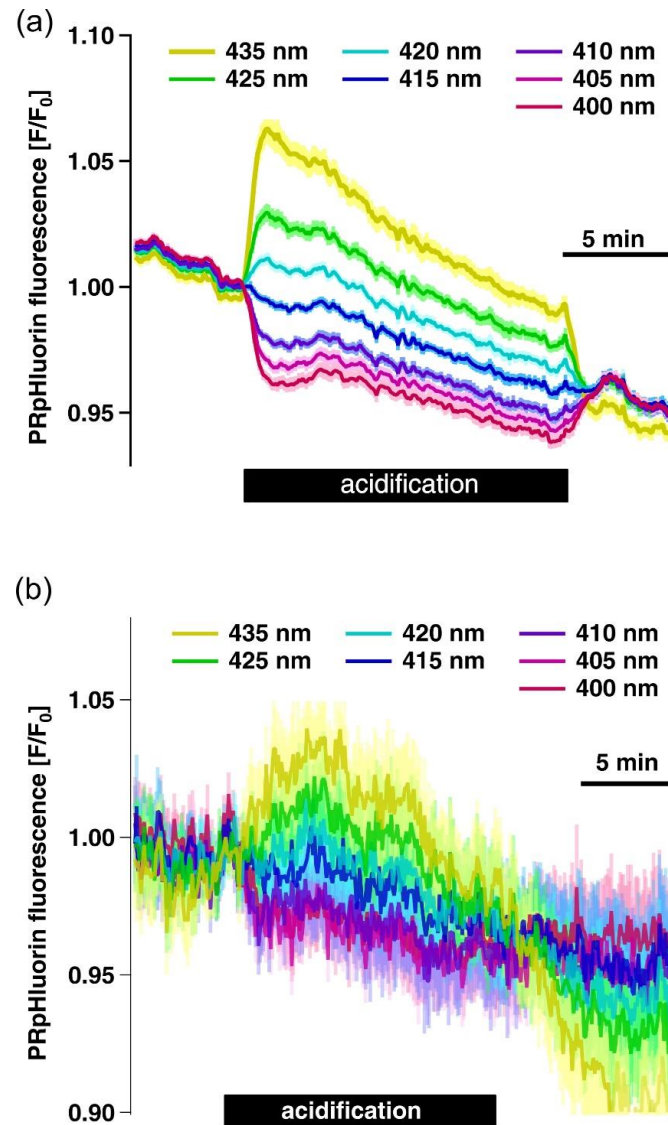 (a)
1.10
435 nm 420 nm 410 nm
425 nm 415 nm 405 nm
400 nm
1.05
5 min
1.00
0.95
PRpHluorin fluorescence [F/F₀]
acidification
(b)
435 nm 420 nm 410 nm
425 nm 415 nm 405 nm
400 nm
1.05
5 min
1.00
0.95
0.90
PRpHluorin fluorescence [F/F₀]
acidification